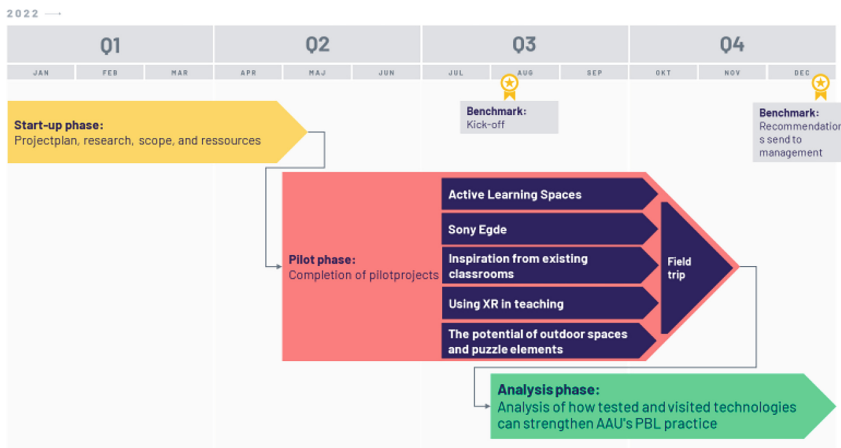 2022
Q1 Q2 Q3 Q4
JAN FEB MAR APR MAJ JUN JUL AUG SEP OKT NOV DEC
Start-up phase:
Projectplan, research, scope, and ressources
Benchmark:
Kick-off
Benchmark:
Recommendation
s send to
management
Pilot phase:
Completion of pilotprojects
Active Learning Spaces
Sony Egde
Inspiration from existing
classrooms
Using XR in teaching
The potential of outdoor spaces
and puzzle elements
Field
trip
Analysis phase:
Analysis of how tested and visited technologies
can strengthen AAU's PBL practice